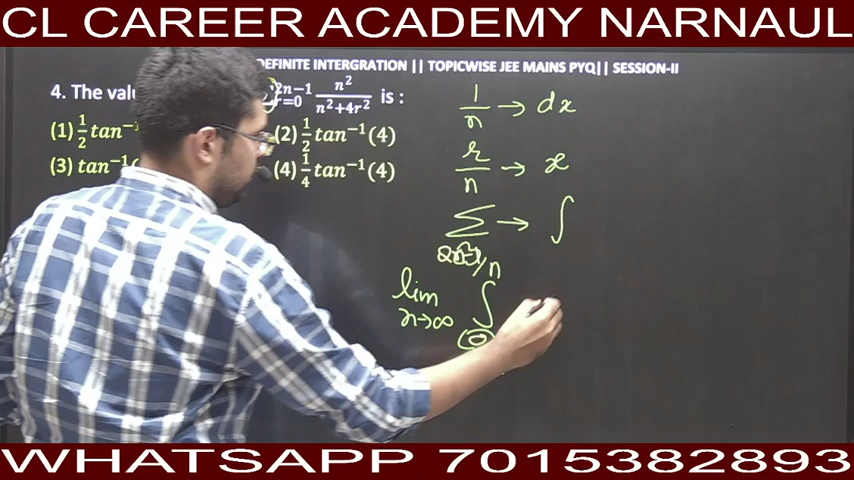 CL CAREER ACADEMY NARNAUL
DEFINITE INTERGRATION || TOPICWISE JEE MAINS PYQ|| SESSION-II
4. The 2n−1 r=0 n²/(n²+4r²) is :
(1) 1/2 tan⁻¹ (2) 1/2 tan⁻¹(4)
(3) tan⁻¹ (4) 1/4 tan⁻¹(4)
1/n → dx
r/n → x
∑ → ∫
lim n→∞ ∫ 0
WHATSAPP 7015382893